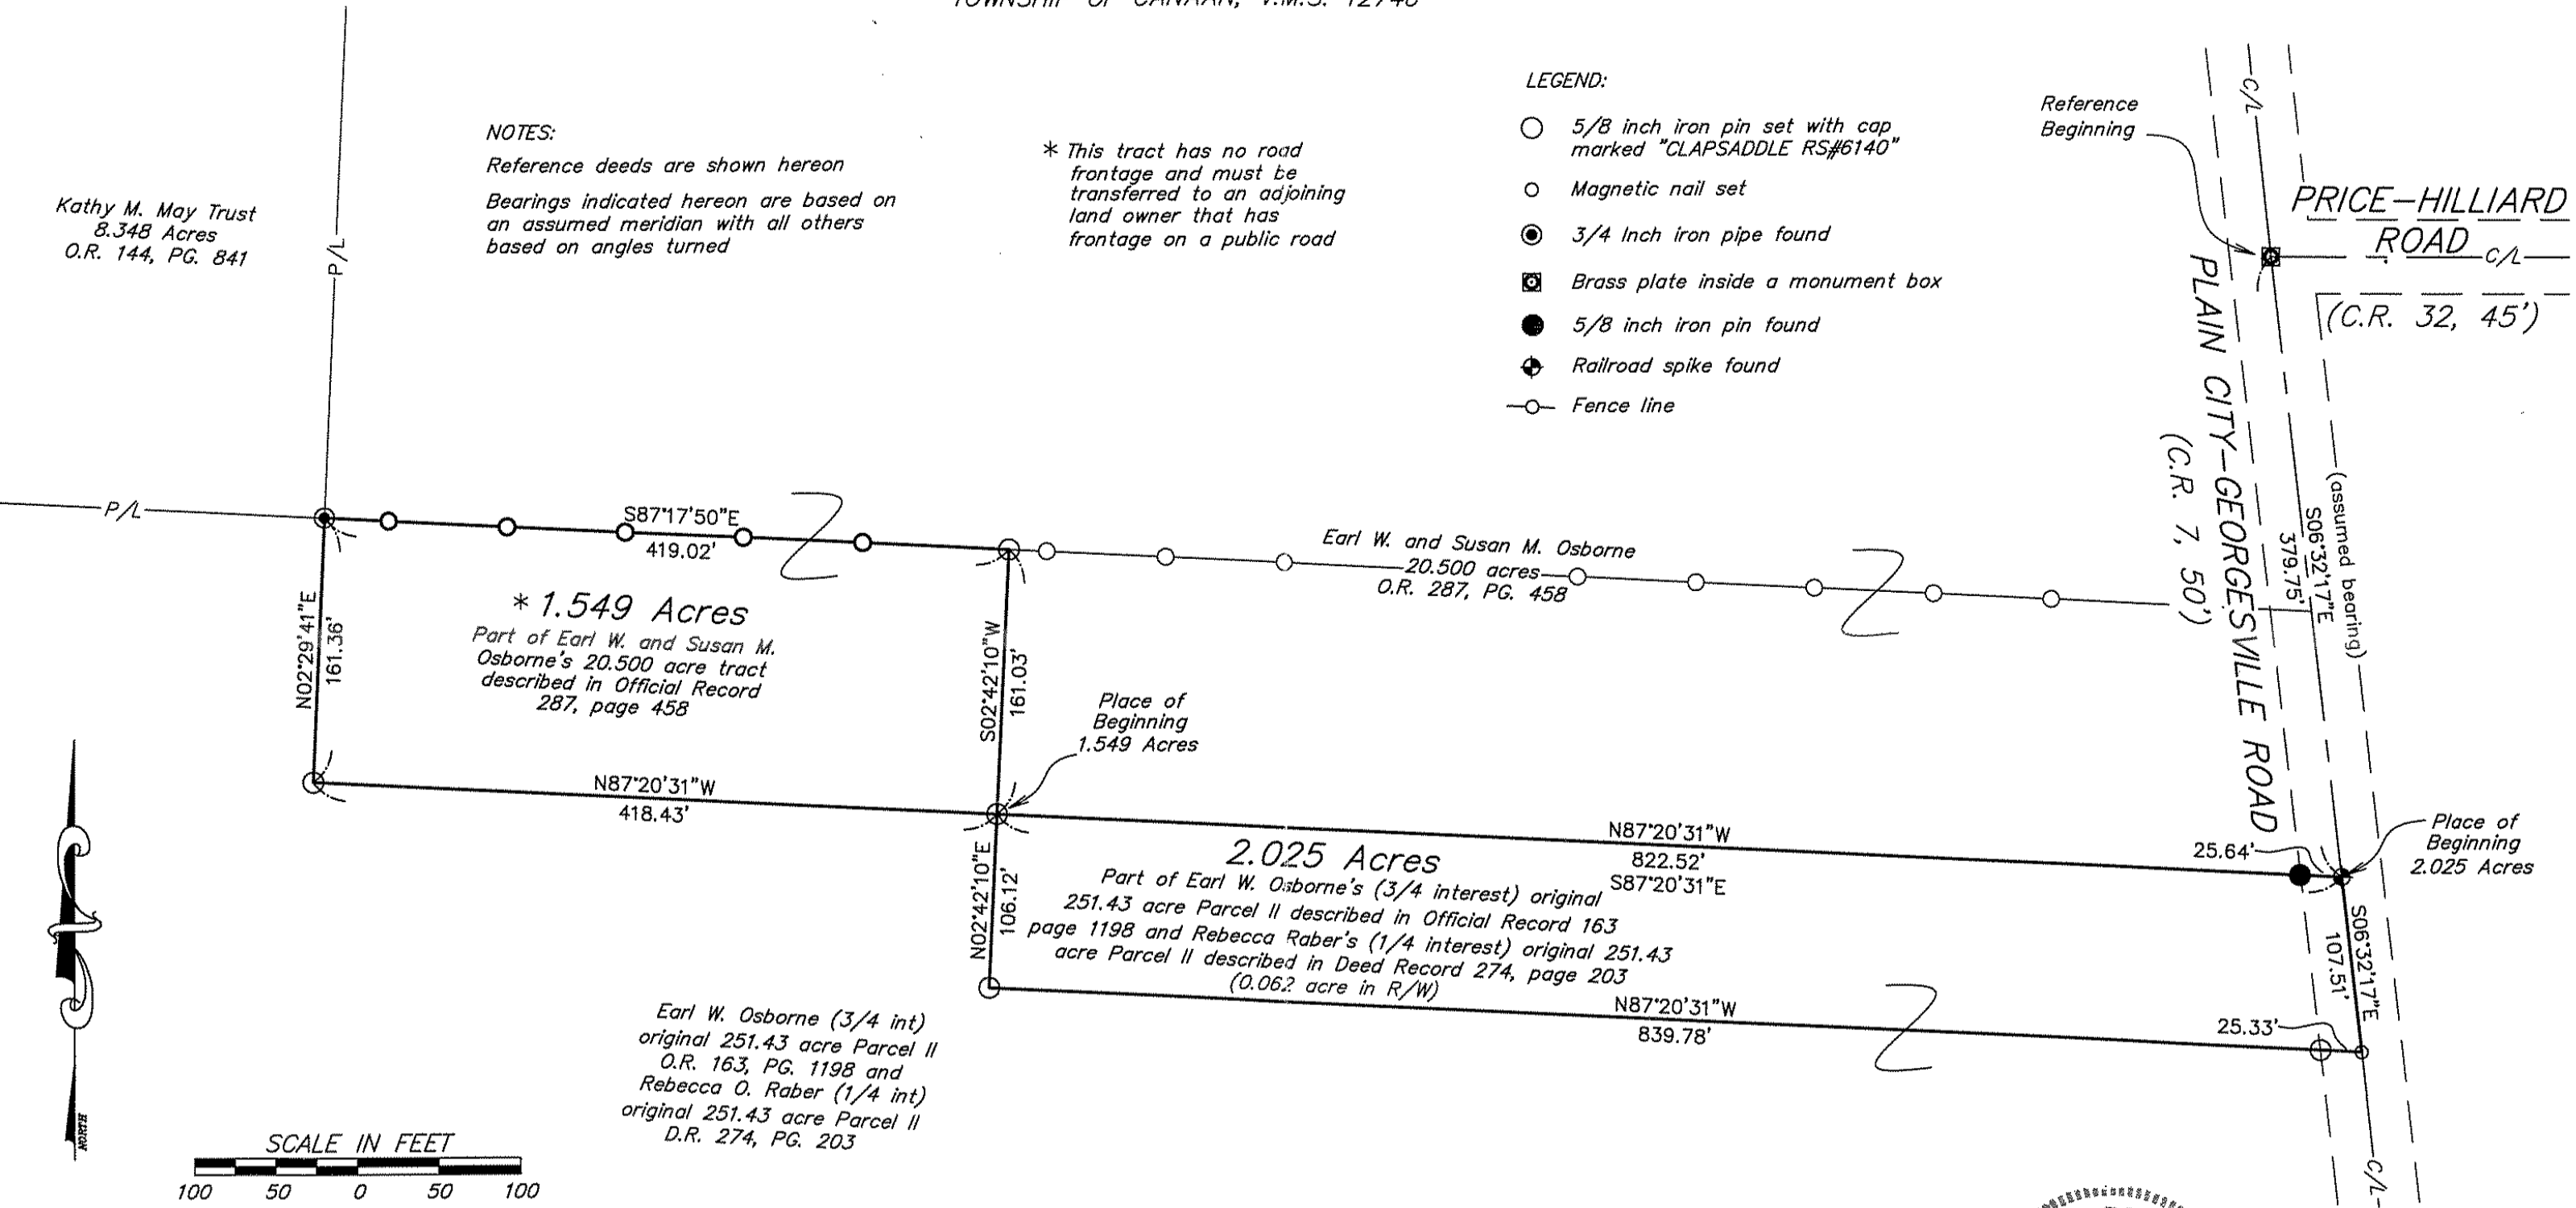 TOWNSHIP OF CANAAN, V.M.S. 12748
Kathy M. May Trust
8.348 Acres
O.R. 144, PG. 841
P/L
P/L
NOTES:
Reference deeds are shown hereon
Bearings indicated hereon are based on
an assumed meridian with all others
based on angles turned
* This tract has no road
frontage and must be
transferred to an adjoining
land owner that has
frontage on a public road
LEGEND:
5/8 inch iron pin set with cap
marked "CLAPSADDLE RS#6140"
Magnetic nail set
3/4 Inch iron pipe found
Brass plate inside a monument box
5/8 inch iron pin found
Railroad spike found
Fence line
Reference
Beginning
C/L
PRICE-HILLIARD
ROAD
C/L
(C.R. 32, 45')
PLAIN CITY-GEORGESVILLE ROAD
(C.R. 7, 50')
(assumed bearing)
S06°32'17"E
379.75'
S87°17'50"E
419.02'
Earl W. and Susan M. Osborne
20.500 acres
O.R. 287, PG. 458
N02°29'41"E
161.36'
* 1.549 Acres
Part of Earl W. and Susan M.
Osborne's 20.500 acre tract
described in Official Record
287, page 458
S02°42'10"W
161.03'
Place of
Beginning
1.549 Acres
N87°20'31"W
418.43'
N87°20'31"W
822.52'
S87°20'31"E
25.64'
Place of
Beginning
2.025 Acres
N02°42'10"E
106.12'
2.025 Acres
Part of Earl W. Osborne's (3/4 interest) original
251.43 acre Parcel II described in Official Record 163
page 1198 and Rebecca Raber's (1/4 interest) original 251.43
acre Parcel II described in Deed Record 274, page 203
(0.062 acre in R/W)
S06°32'17"E
107.51'
N87°20'31"W
839.78'
25.33'
Earl W. Osborne (3/4 int)
original 251.43 acre Parcel II
O.R. 163, PG. 1198 and
Rebecca O. Raber (1/4 int)
original 251.43 acre Parcel II
D.R. 274, PG. 203
NORTH
SCALE IN FEET
100 50 0 50 100
C/L